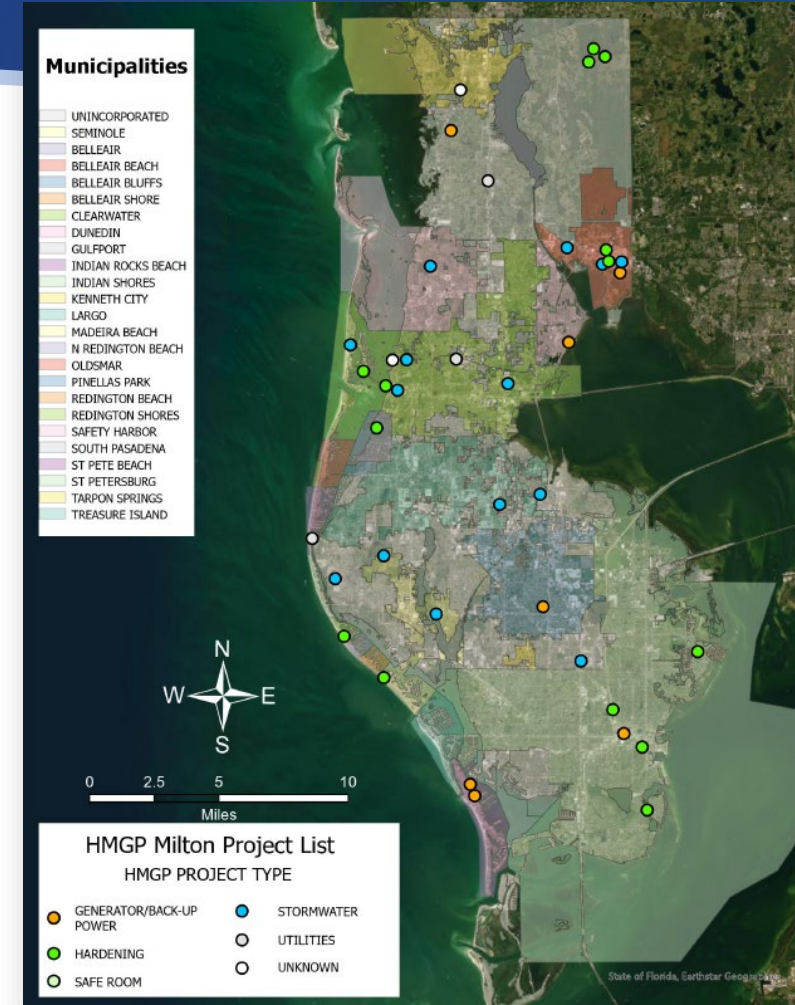 Municipalities
UNINCORPORATED
SEMINOLE
BELLEAIR
BELLEAIR BEACH
BELLEAIR BLUFFS
BELLEAIR SHORE
CLEARWATER
DUNEDIN
GULFPORT
INDIAN ROCKS BEACH
INDIAN SHORES
KENNETH CITY
LARGO
MADEIRA BEACH
N REDINGTON BEACH
OLDSMAR
PINELLAS PARK
REDINGTON BEACH
REDINGTON SHORES
SAFETY HARBOR
SOUTH PASADENA
ST PETE BEACH
ST PETERSBURG
TARPON SPRINGS
TREASURE ISLAND
N
W E
S
0 2.5 5 10
Miles
HMGP Milton Project List
HMGP PROJECT TYPE
GENERATOR/BACK-UP
POWER
HARDENING
SAFE ROOM
STORMWATER
UTILITIES
UNKNOWN
State of Florida, Earthstar Geographics